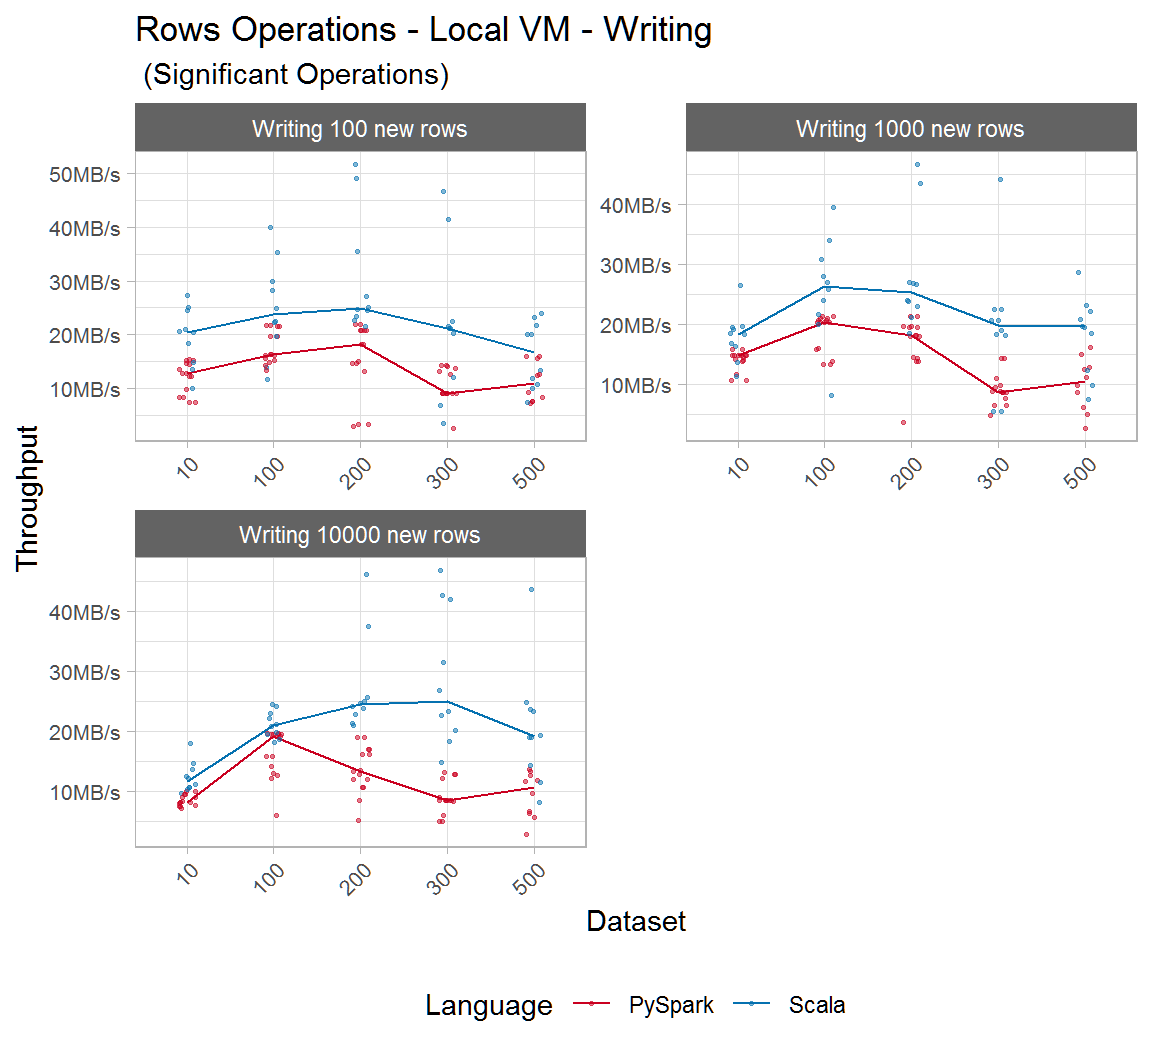 Rows Operations - Local VM - Writing
(Significant Operations)
Writing 100 new rows
50MB/s
40MB/s
30MB/s
20MB/s
10MB/s
10
100
200
300
500
Writing 1000 new rows
40MB/s
30MB/s
20MB/s
10MB/s
10
100
200
300
500
Throughput
Writing 10000 new rows
40MB/s
30MB/s
20MB/s
10MB/s
10
100
200
300
500
Dataset
Language PySpark Scala